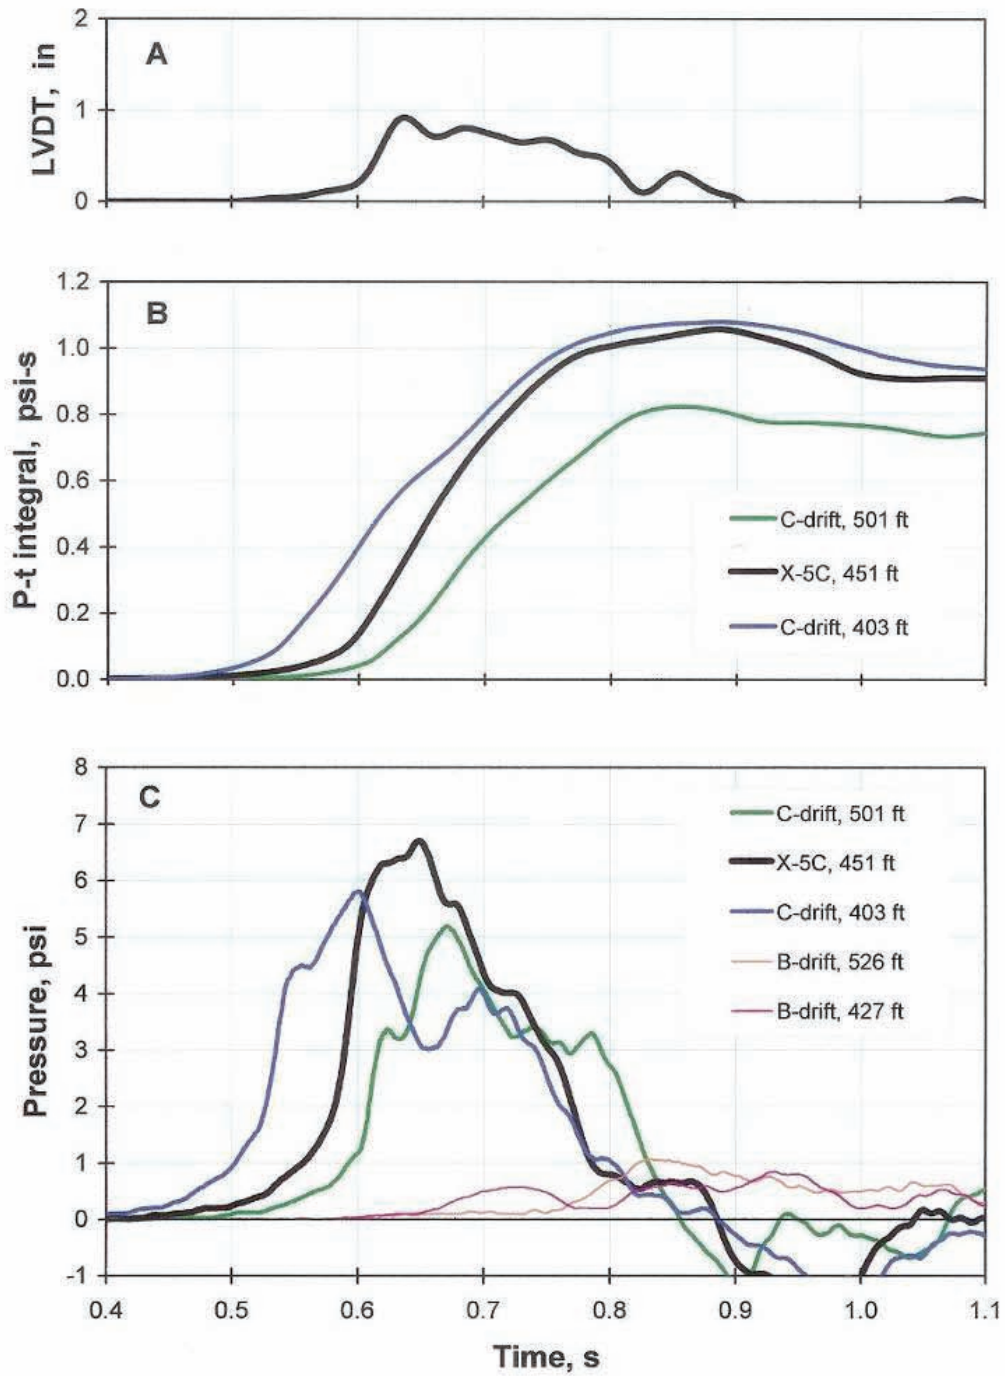 A
LVDT, in
2
1
0
B
P-t integral, psi-s
1.2
1.0
0.8
0.6
0.4
0.2
0.0
C-drift, 501 ft
X-5C, 451 ft
C-drift, 403 ft
C
Pressure, psi
8
7
6
5
4
3
2
1
0
-1
C-drift, 501 ft
X-5C, 451 ft
C-drift, 403 ft
B-drift, 526 ft
B-drift, 427 ft
0.4 0.5 0.6 0.7 0.8 0.9 1.0 1.1
Time, s